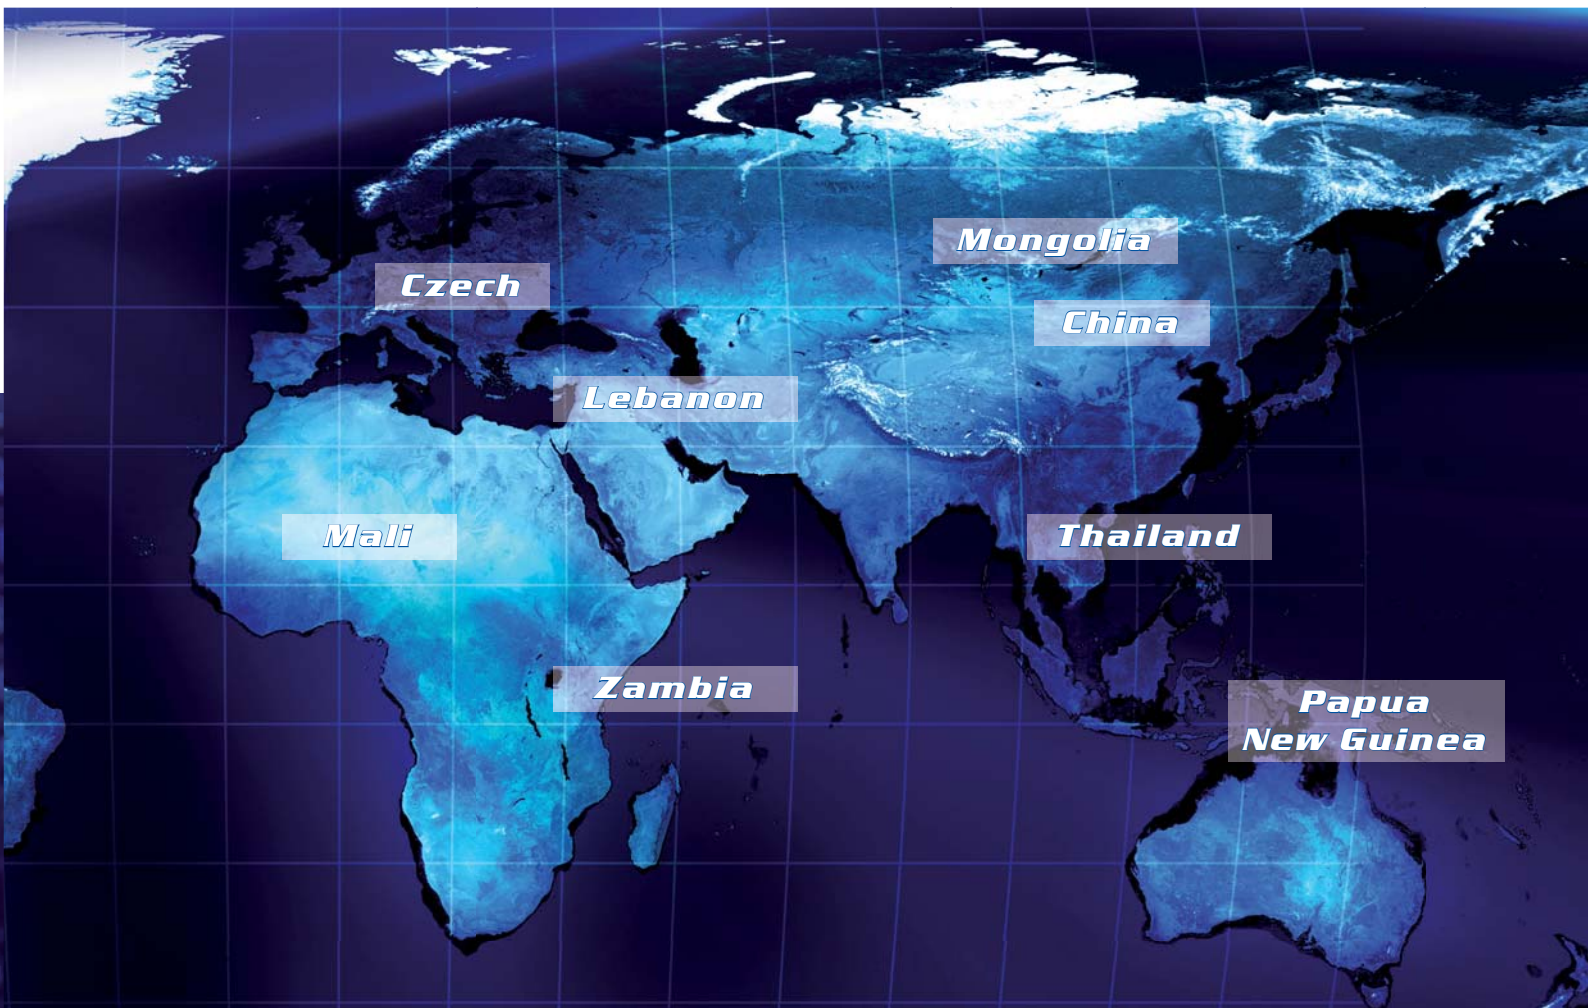 Mongolia
Czech
China
Lebanon
Mali
Thailand
Zambia
Papua
New Guinea